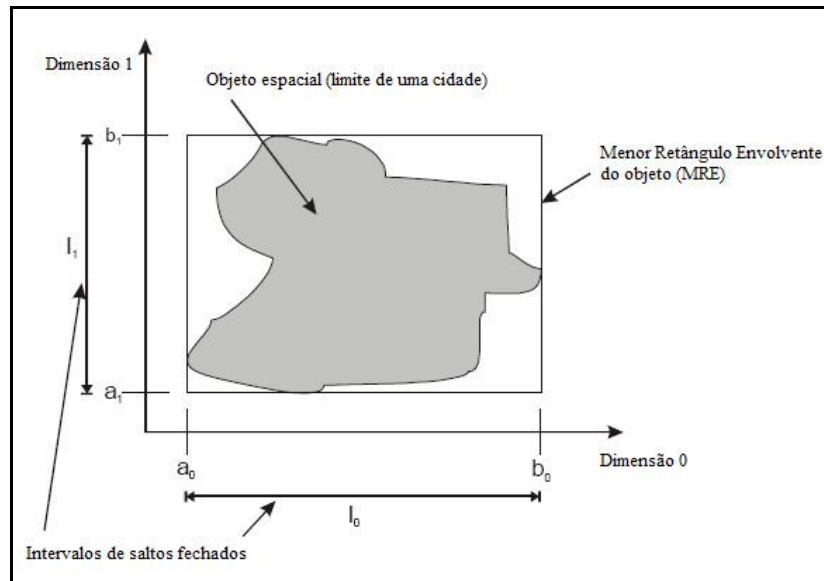 Dimensão 1
Objeto espacial (limite de uma cidade)
b₁
Menor Retângulo Envolvente
do objeto (MRE)
I₁
a₁
a₀
b₀
Dimensão 0
I₀
Intervalos de saltos fechados